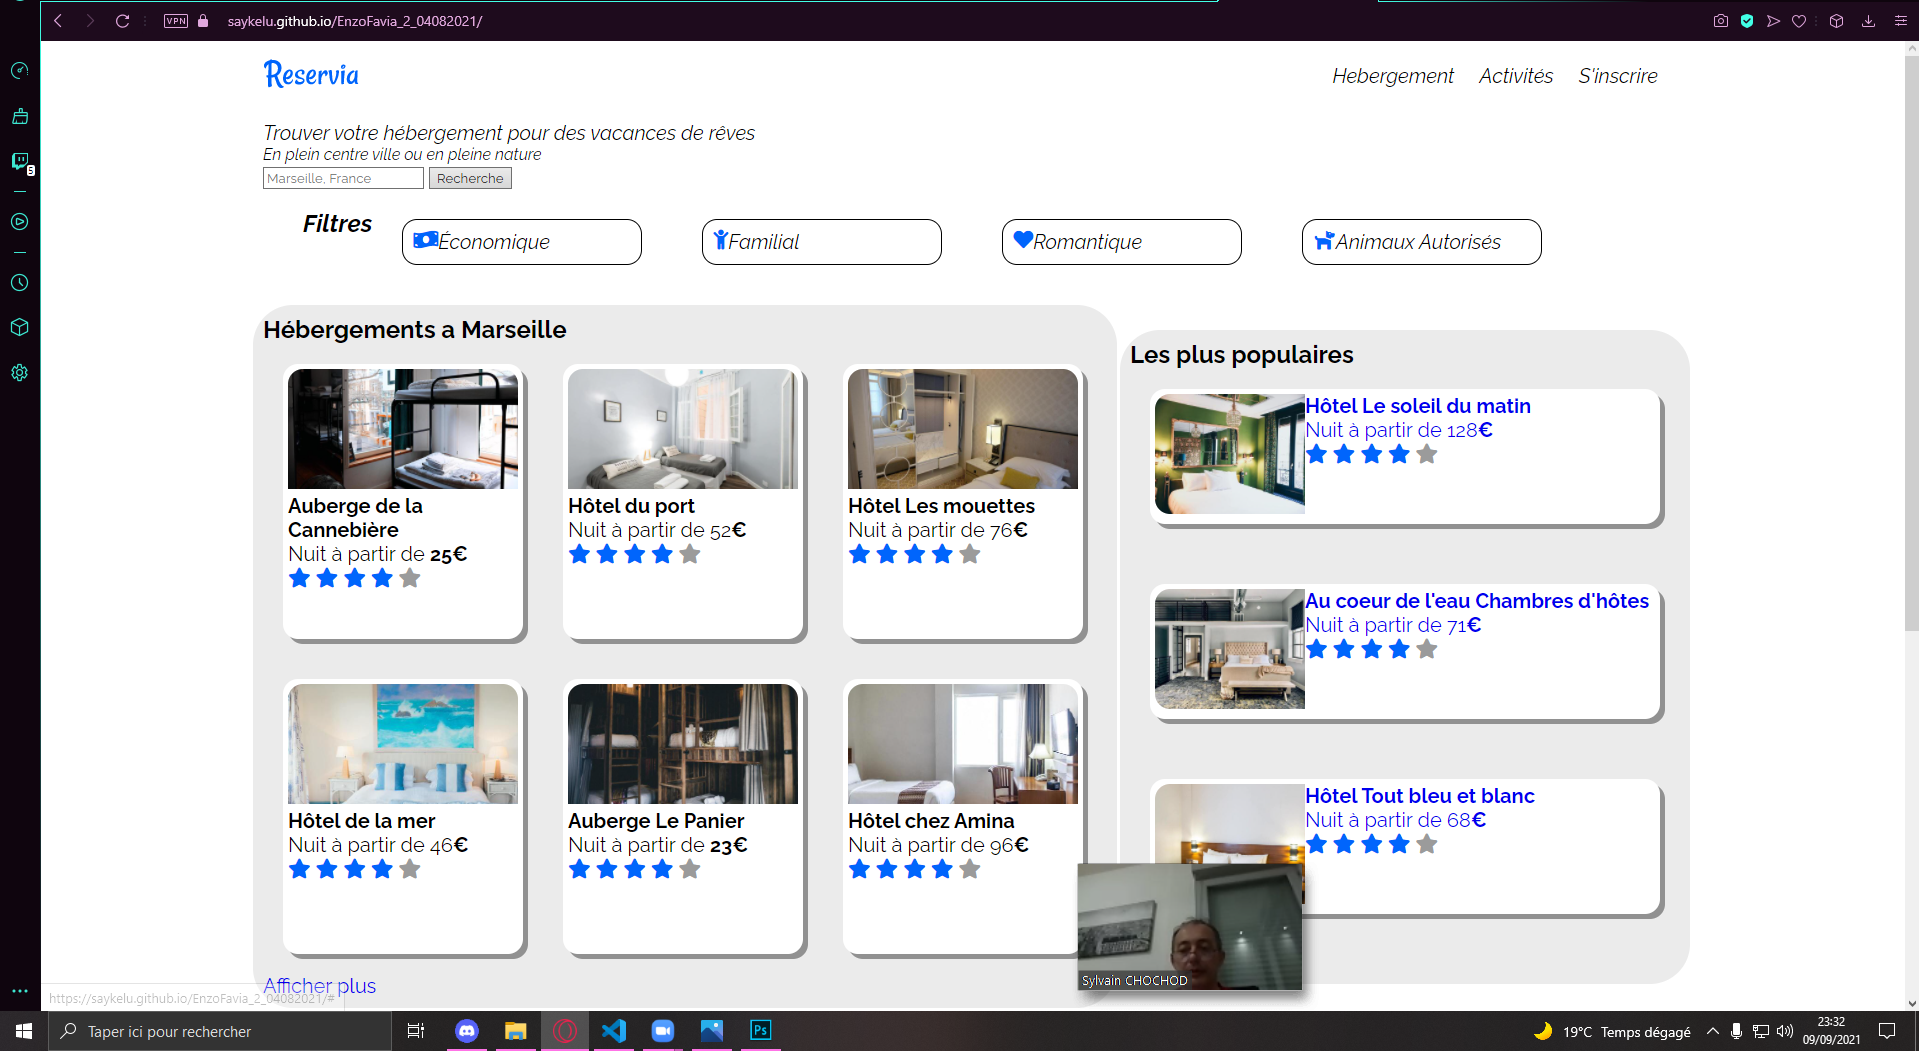 VPN
saykelu.github.io/EnzoFavia_2_04082021/
5
Reservia
Hebergement Activités S'inscrire
Trouver votre hébergement pour des vacances de rêves
En plein centre ville ou en pleine nature
Marseille, France Recherche
Filtres
Économique
Familial
Romantique
Animaux Autorisés
Hébergements a Marseille
Auberge de la
Cannebière
Nuit à partir de 25€
Hôtel du port
Nuit à partir de 52€
Hôtel Les mouettes
Nuit à partir de 76€
Hôtel de la mer
Nuit à partir de 46€
Auberge Le Panier
Nuit à partir de 23€
Hôtel chez Amina
Nuit à partir de 96€
Afficher plus
Les plus populaires
Hôtel Le soleil du matin
Nuit à partir de 128€
Au coeur de l'eau Chambres d'hôtes
Nuit à partir de 71€
Hôtel Tout bleu et blanc
Nuit à partir de 68€
Sylvain CHOCHOD
https://saykelu.github.io/EnzoFavia_2_04082021/#
Taper ici pour rechercher
Ps
19°C Temps dégagé
23:32
09/09/2021